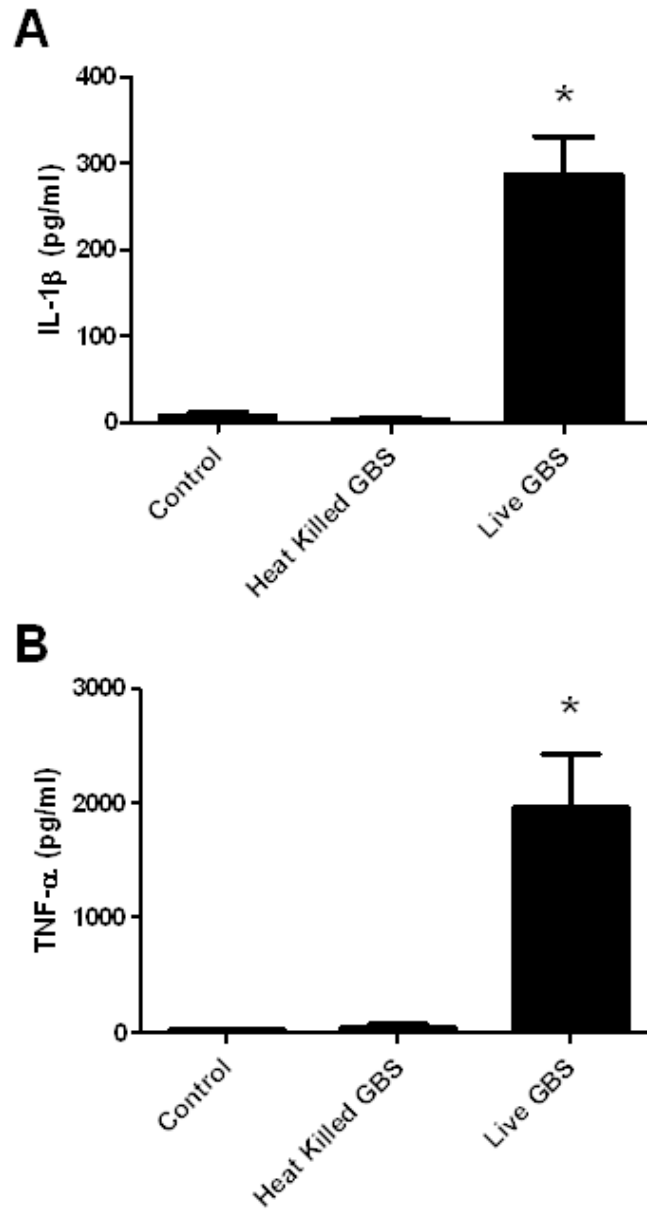 A
400
300
200
100
0
IL-1β (pg/ml)
*
Control
Heat Killed GBS
Live GBS
B
3000
2000
1000
0
TNF-α (pg/ml)
*
Control
Heat Killed GBS
Live GBS